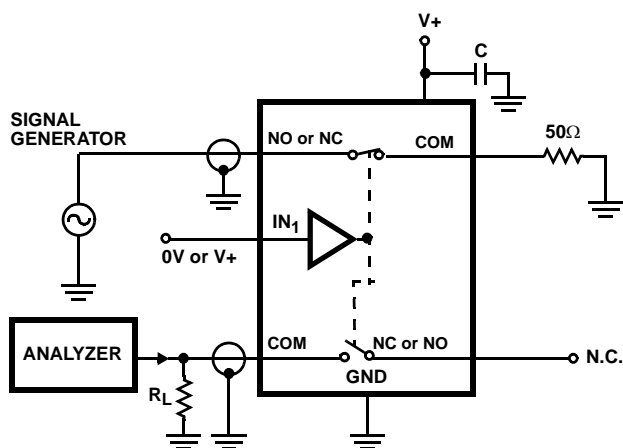 V+
C
SIGNAL
GENERATOR
NO or NC
COM
50Ω
IN1
0V or V+
ANALYZER
COM
NC or NO
N.C.
RL
GND